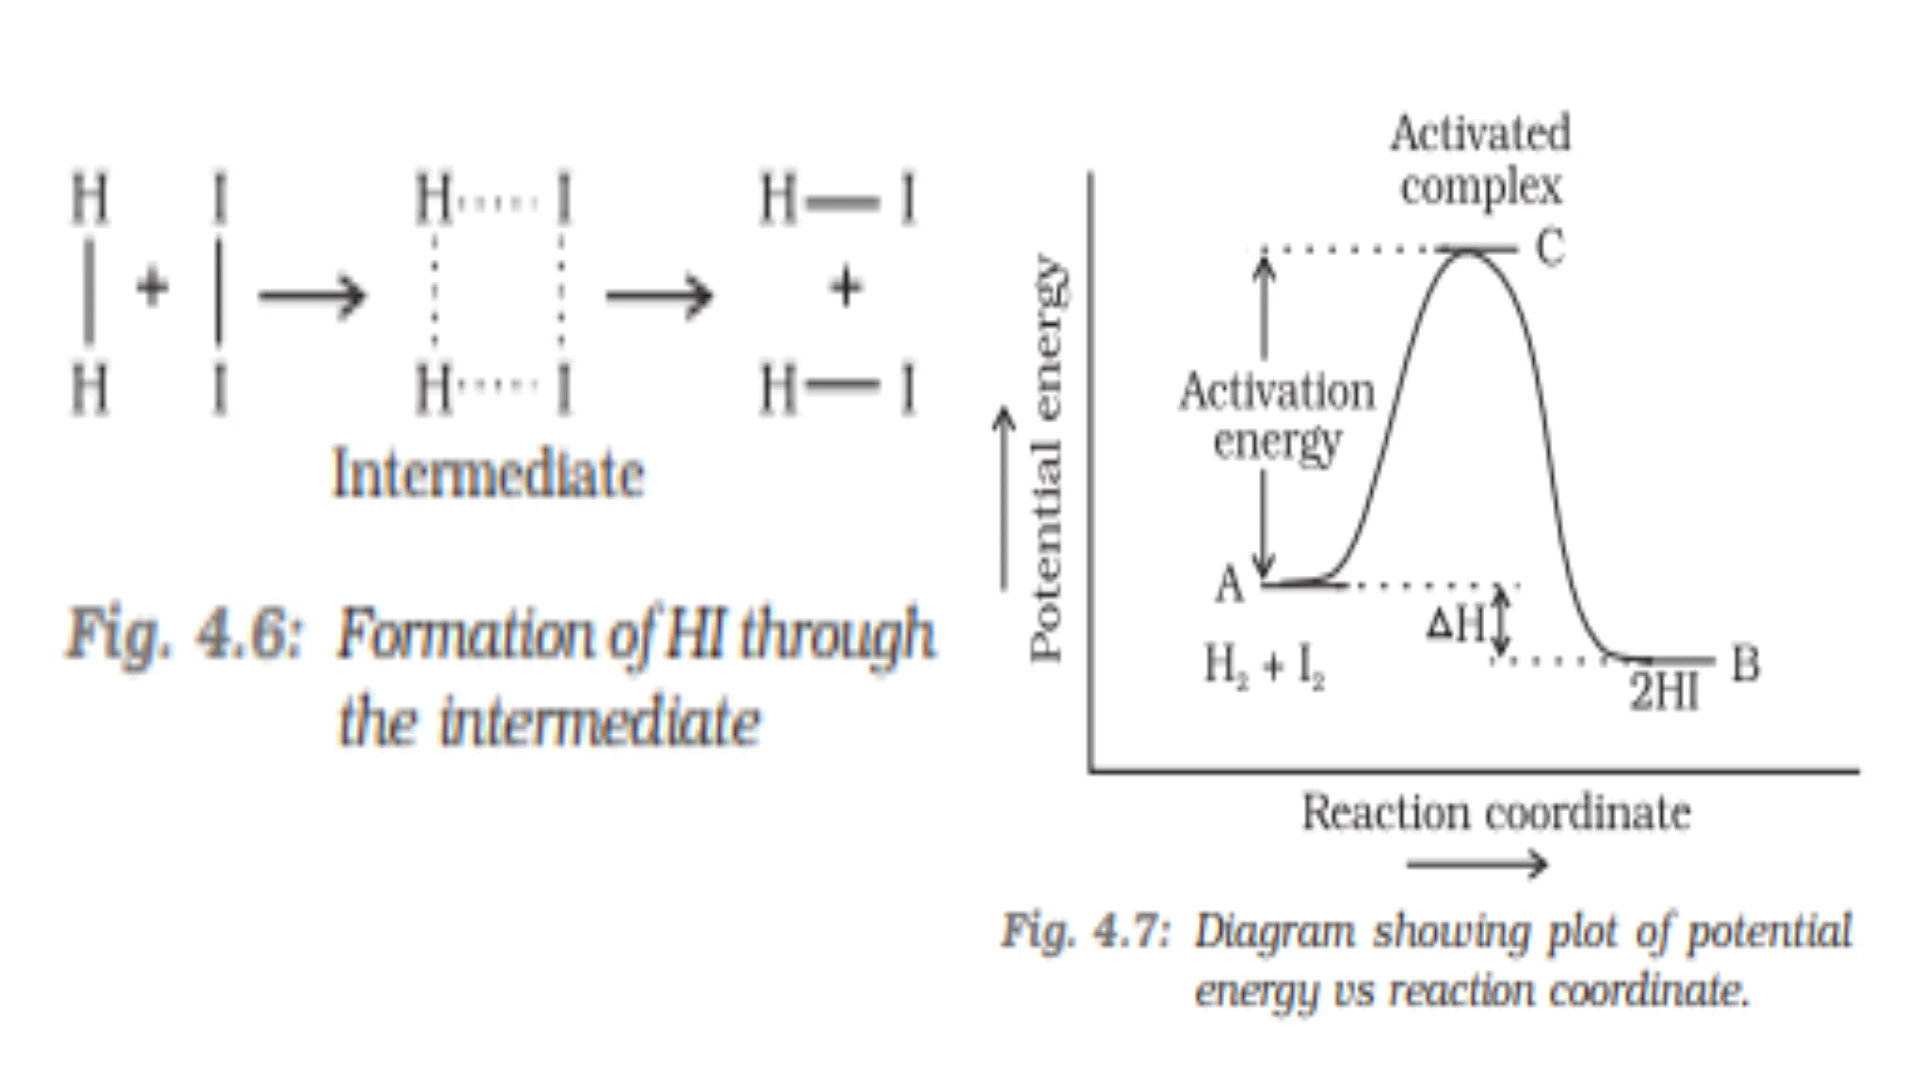 H I H I H — I
+ +
H I H I H — I
Intermediate
Fig. 4.6: Formation of HI through
the intermediate
Activated
complex
C
Potential energy
Activation
energy
A
ΔH
H₂ + I₂
B
2HI
Reaction coordinate
Fig. 4.7: Diagram showing plot of potential
energy vs reaction coordinate.